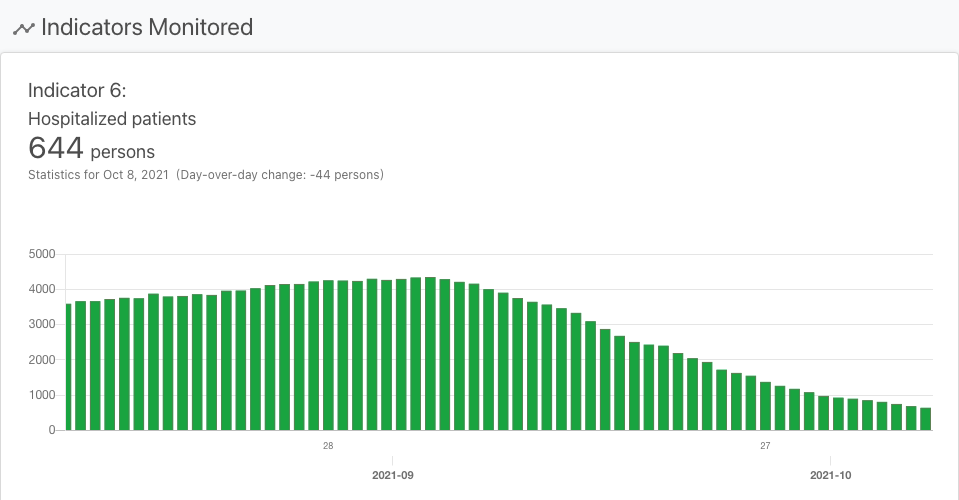 Indicators Monitored
Indicator 6:
Hospitalized patients
644 persons
Statistics for Oct 8, 2021 (Day-over-day change: -44 persons)
5000
4000
3000
2000
1000
0
28
27
2021-09
2021-10